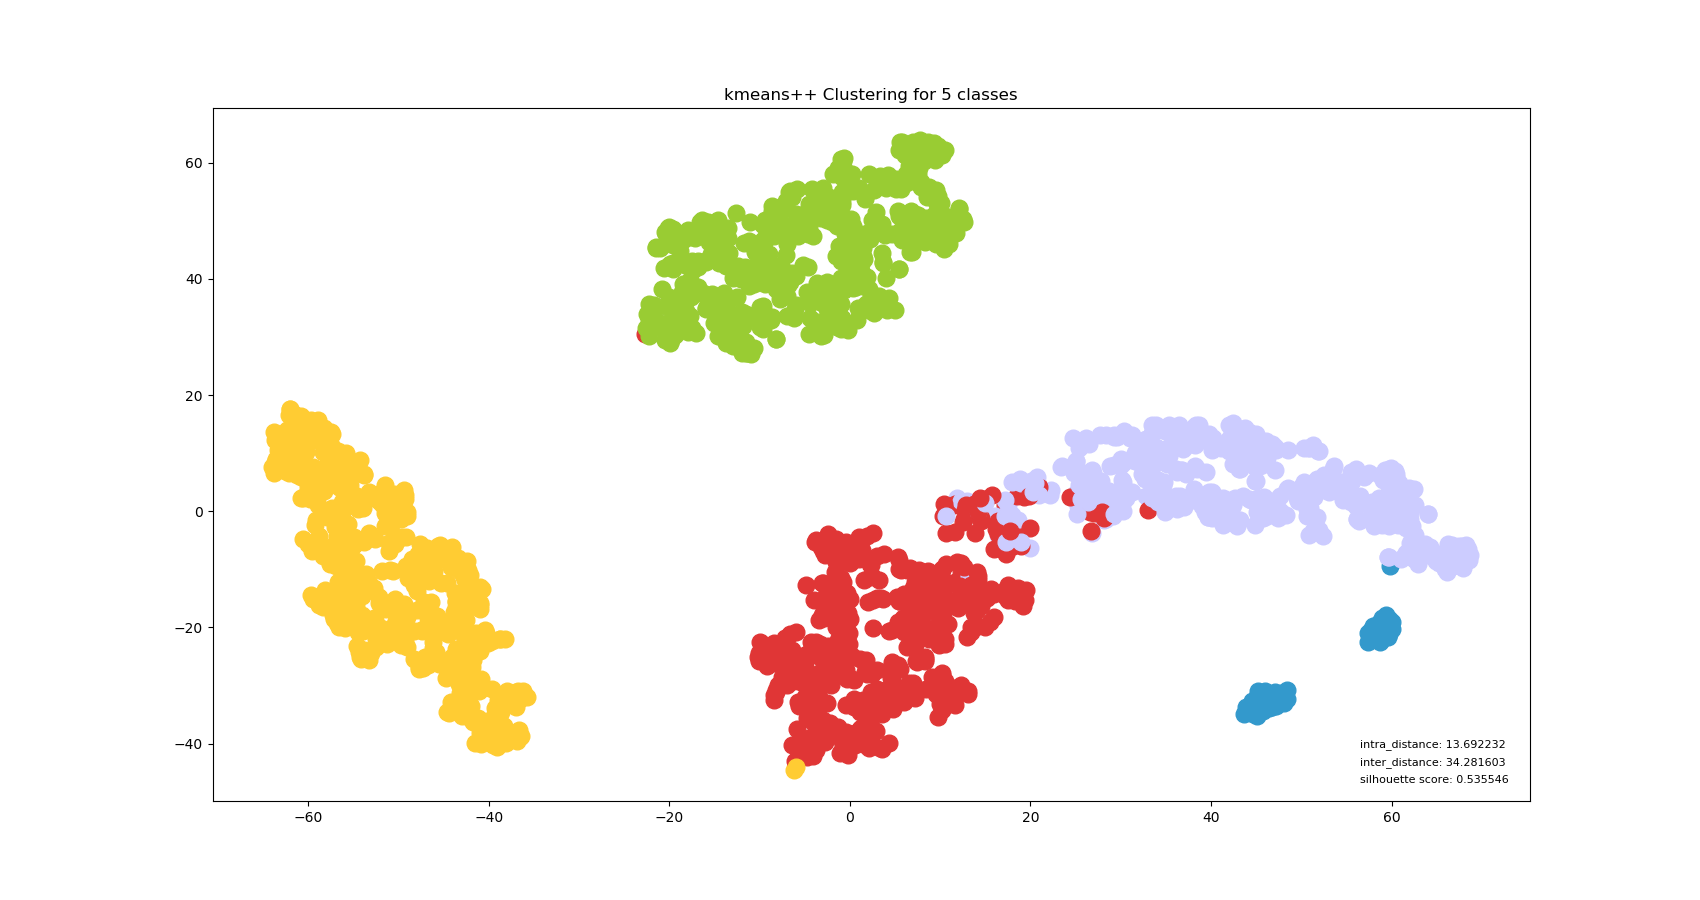 kmeans++ Clustering for 5 classes
60
40
20
0
−20
−40
intra_distance: 13.692232
inter_distance: 34.281603
silhouette score: 0.535546
−60 −40 −20 0 20 40 60